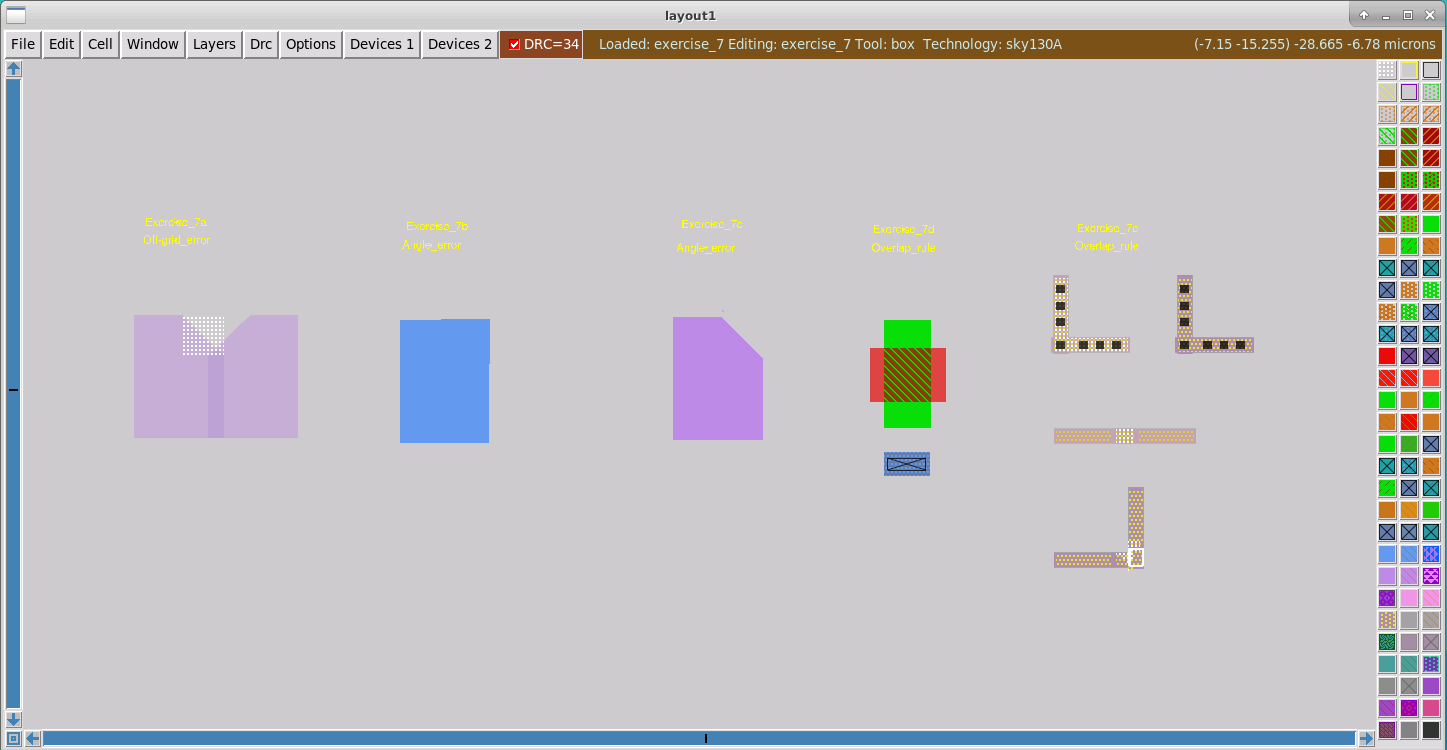 layout1
File Edit Cell Window Layers Drc Options Devices 1 Devices 2 DRC=34 Loaded: exercise_7 Editing: exercise_7 Tool: box Technology: sky130A (-7.15 -15.255) -28.665 -6.78 microns
Exercise_7a
Off-grid_error
Exercise_7b
Angle_error
Exercise_7c
Angle_error
Exercise_7d
Overlap_rule
Exercise_7e
Overlap_rule